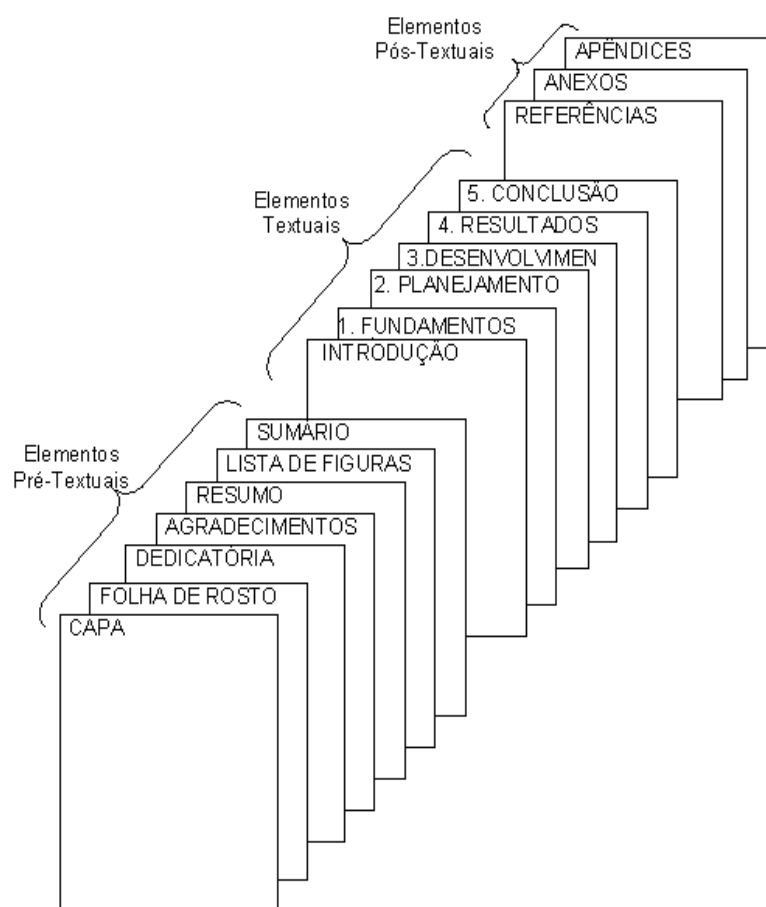 Elementos
Pós-Textuais
APÊNDICES
ANEXOS
REFERÊNCIAS
Elementos
Textuais
5. CONCLUSÃO
4. RESULTADOS
3.DESENVOLVIMEN
2. PLANEJAMENTO
1. FUNDAMENTOS
INTRODUÇÃO
Elementos
Pré-Textuais
SUMÁRIO
LISTA DE FIGURAS
RESUMO
AGRADECIMENTOS
DEDICATÓRIA
FOLHA DE ROSTO
CAPA